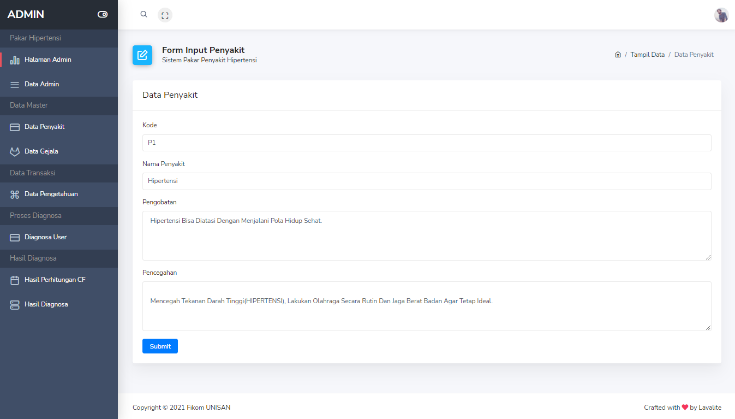 ADMIN
Pakar Hipertensi
Halaman Admin
Data Admin
Data Master
Data Penyakit
Data Gejala
Data Transaksi
Data Pengetahuan
Proses Diagnosa
Diagnosa User
Hasil Diagnosa
Hasil Perhitungan CF
Hasil Diagnosa
Form Input Penyakit
Sistem Pakar Penyakit Hipertensi
/ Tampil Data / Data Penyakit
Data Penyakit
Kode
P1
Nama Penyakit
Hipertensi
Pengobatan
Hipertensi Bisa Diatasi Dengan Menjalani Pola Hidup Sehat.
Pencegahan
Mencegah Tekanan Darah Tinggi(HIPERTENSI), Lakukan Olahraga Secara Rutin Dan Jaga Berat Badan Agar Tetap Ideal.
Submit
Copyright © 2021 Fikom UNISAN
Crafted with ❤ by Lavalite